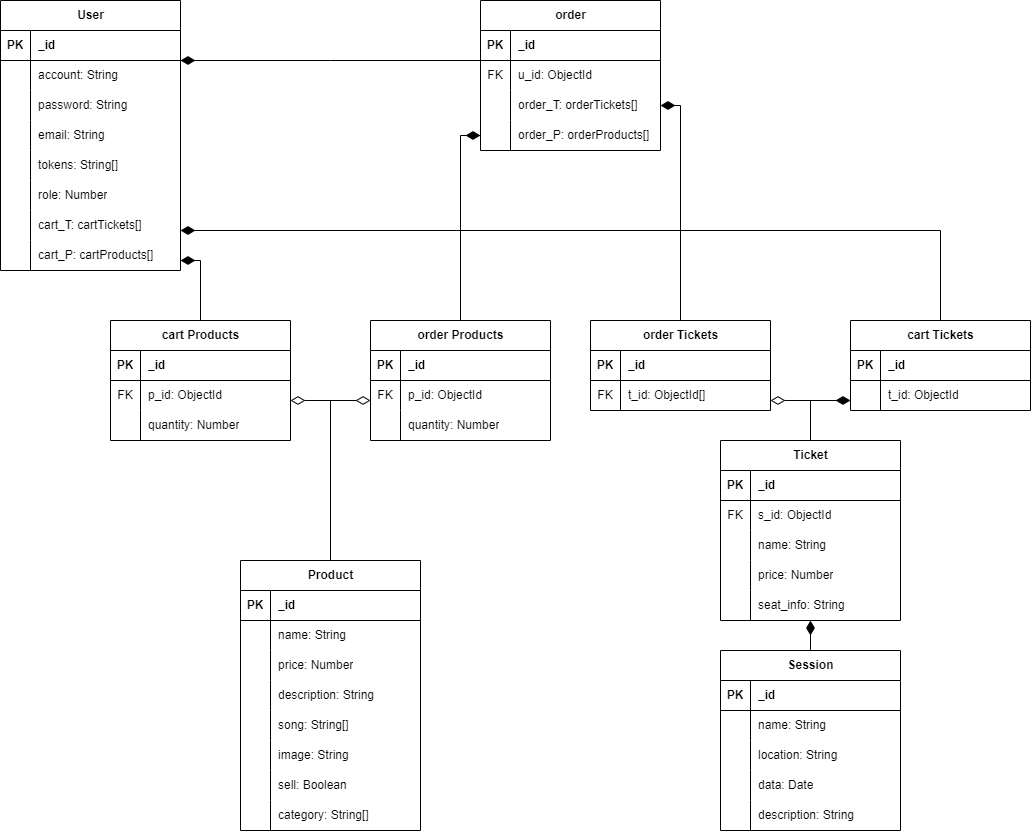 User
PK _id
account: String
password: String
email: String
tokens: String[]
role: Number
cart_T: cartTickets[]
cart_P: cartProducts[]
order
PK _id
FK u_id: ObjectId
order_T: orderTickets[]
order_P: orderProducts[]
cart Products
PK _id
FK p_id: ObjectId
quantity: Number
order Products
PK _id
FK p_id: ObjectId
quantity: Number
order Tickets
PK _id
FK t_id: ObjectId[]
cart Tickets
PK _id
t_id: ObjectId
Ticket
PK _id
FK s_id: ObjectId
name: String
price: Number
seat_info: String
Product
PK _id
name: String
price: Number
description: String
song: String[]
image: String
sell: Boolean
category: String[]
Session
PK _id
name: String
location: String
data: Date
description: String